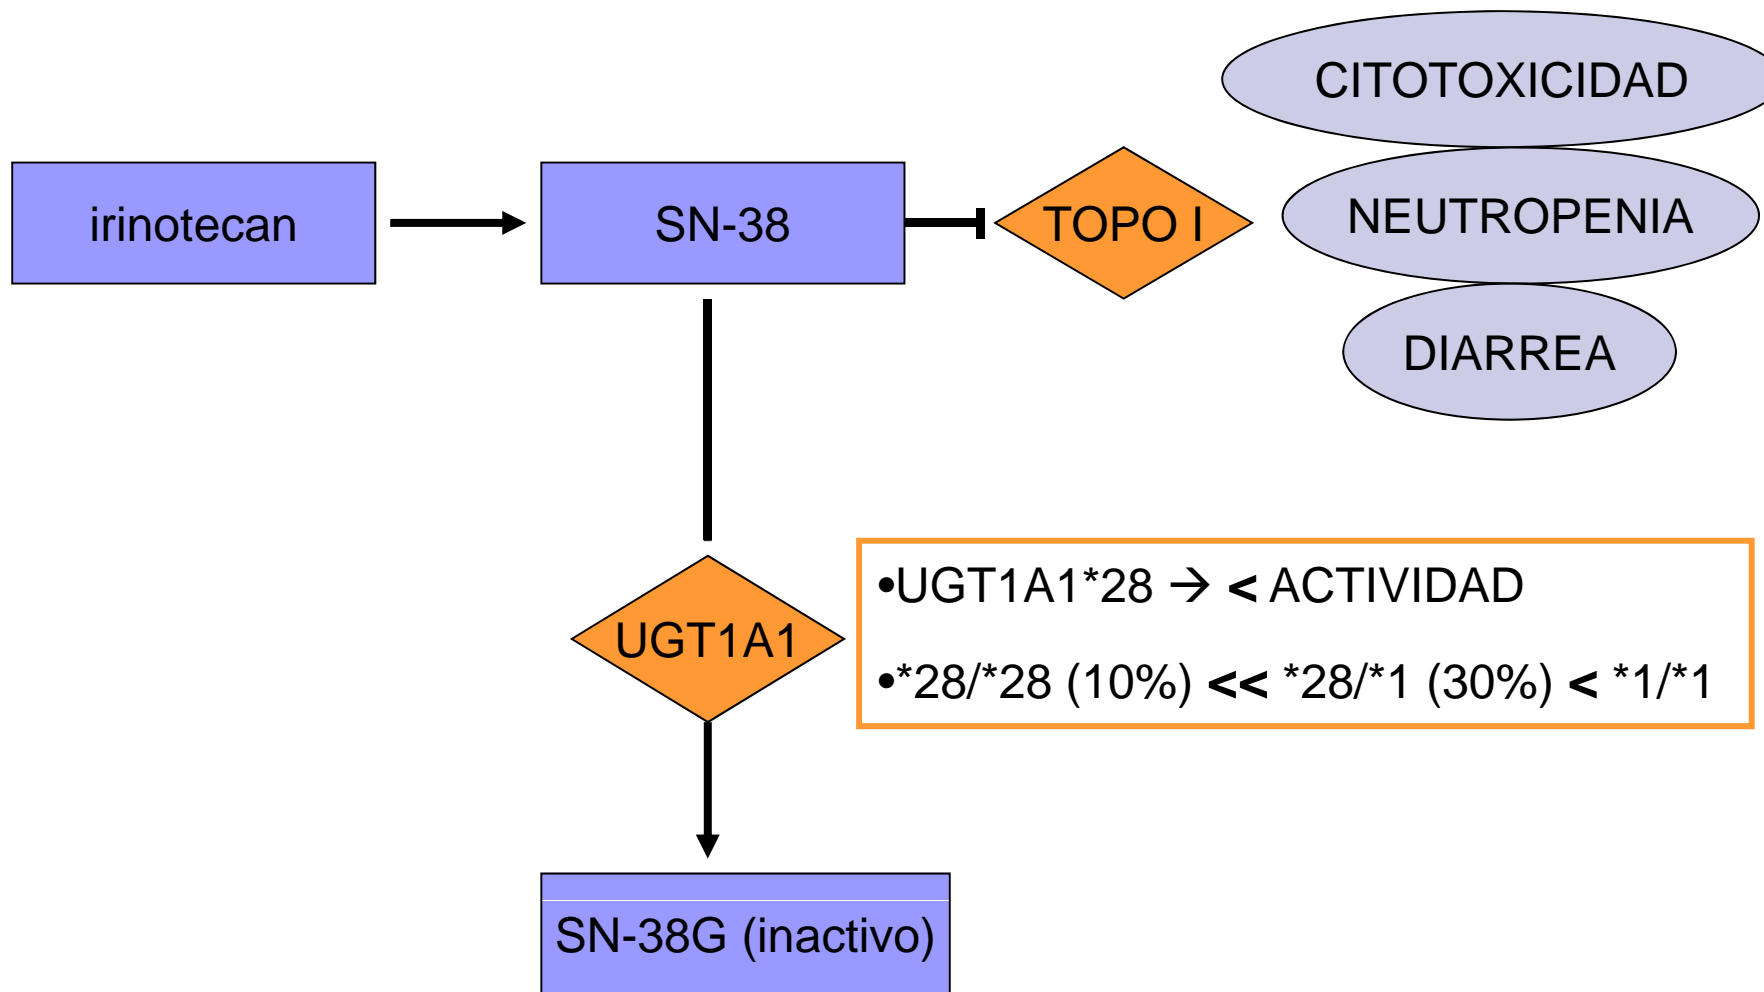 CITOTOXICIDAD
irinotecan
SN-38
TOPO I
NEUTROPENIA
DIARREA
UGT1A1
•UGT1A1*28 → < ACTIVIDAD
•*28/*28 (10%) << *28/*1 (30%) < *1/*1
SN-38G (inactivo)